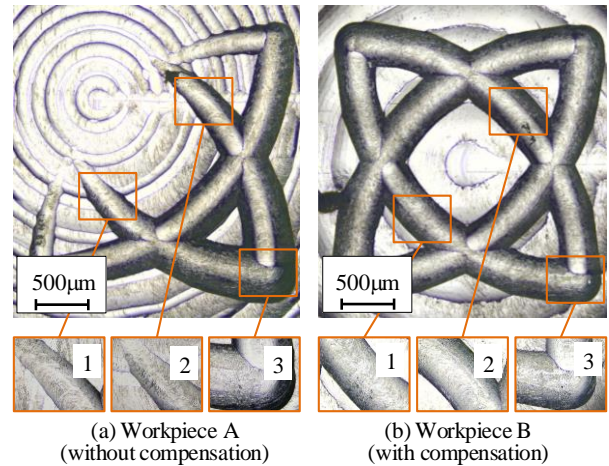 500μm
500μm
1
2
3
1
2
3
(a) Workpiece A
(without compensation)
(b) Workpiece B
(with compensation)